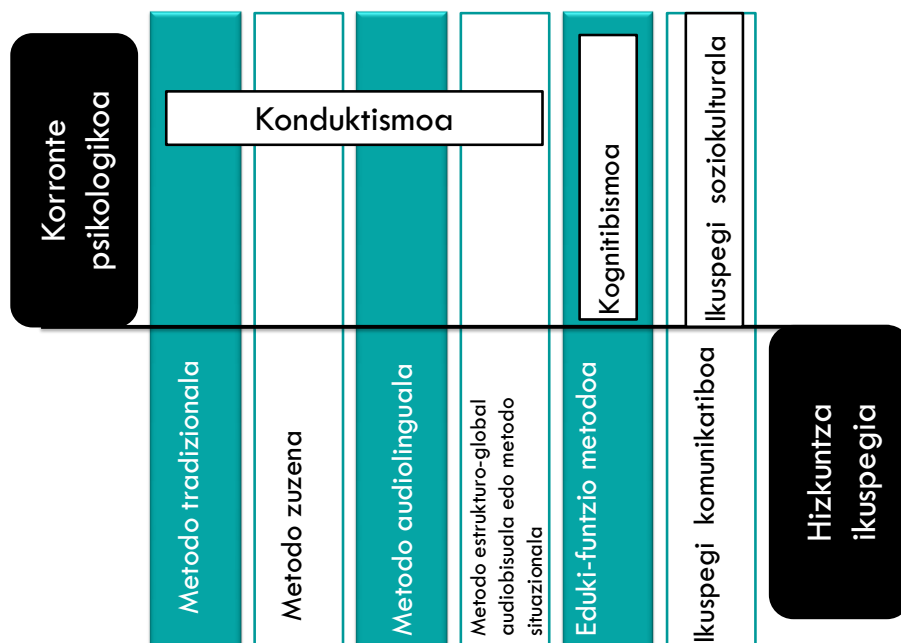 Korronte
psikologikoa
Konduktismoa
Kognitibismoa
Ikuspegi soziokulturala
Metodo tradizionala
Metodo zuzena
Metodo audiolinguala
Metodo estrukturo-global
audiobisuala edo metodo
situazionala
Eduki-funtzio metodoa
Ikuspegi komunikatiboa
Hizkuntza
ikuspegia